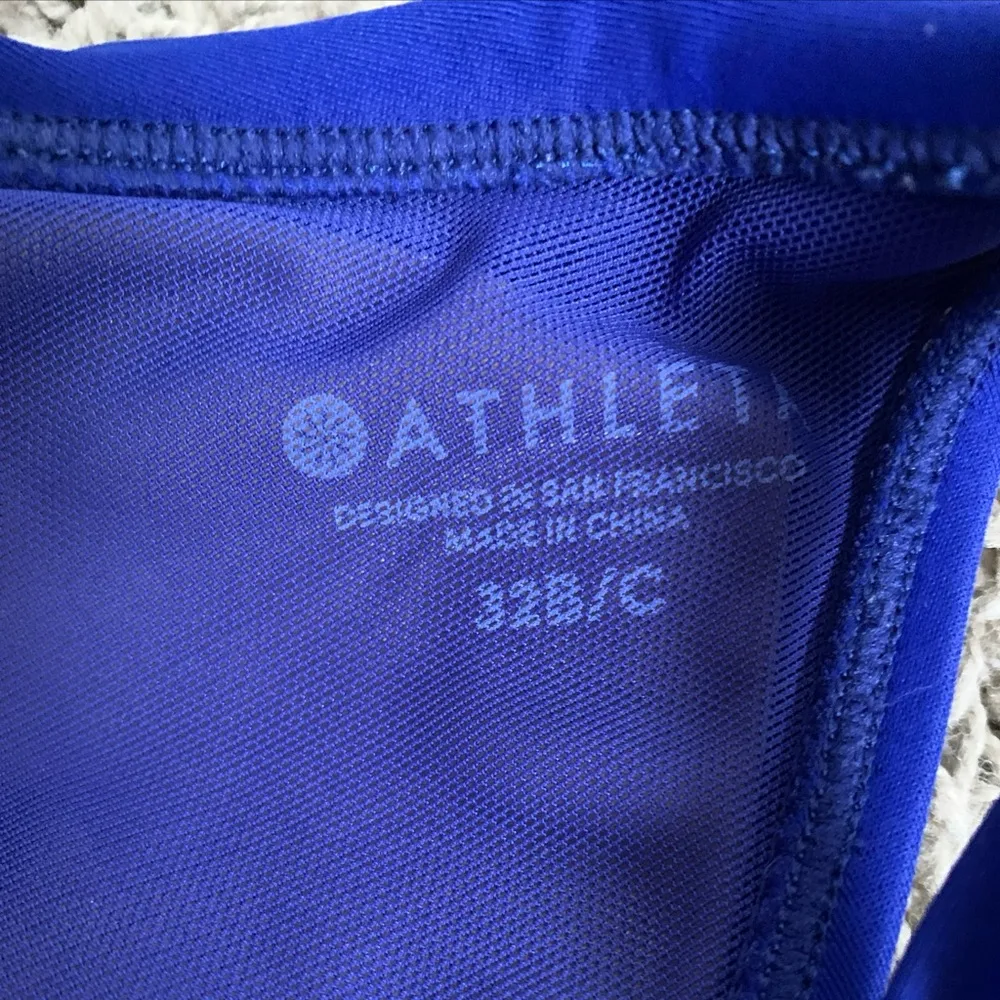 ATHLET
DESIGNED IN SAN FRANCISCO
MADE IN CHINA
32B/C